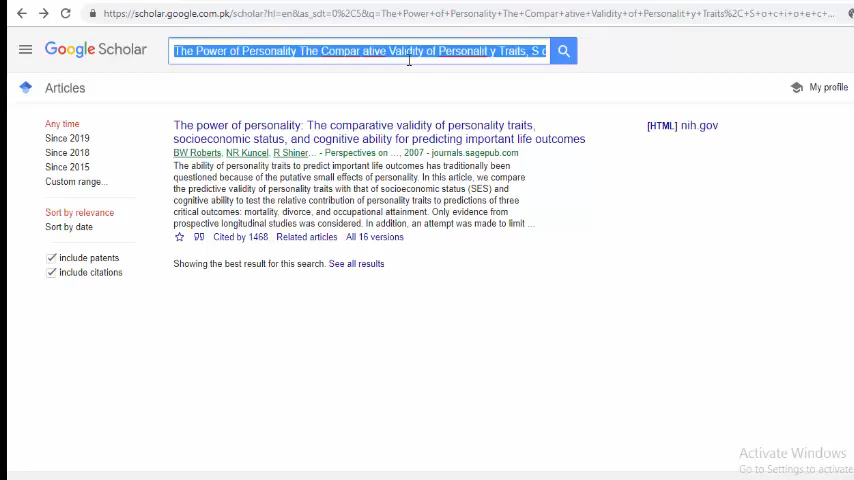 https://scholar.google.com.pk/scholar?hl=en&as_sdt=0%2C5&q=The+Power+of+Personality+The+Compar+ative+Validity+of+Personalit+y+Traits%2C+S+o+c+i+o+e+c+
Google Scholar
The Power of Personality The Compar ative Validity of Personalit y Traits, S
Articles
My profile
Any time
Since 2019
Since 2018
Since 2015
Custom range...
Sort by relevance
Sort by date
include patents
include citations
The power of personality: The comparative validity of personality traits,
socioeconomic status, and cognitive ability for predicting important life outcomes
BW Roberts, NR Kuncel, R Shiner... - Perspectives on ..., 2007 - journals.sagepub.com
The ability of personality traits to predict important life outcomes has traditionally been
questioned because of the putative small effects of personality. In this article, we compare
the predictive validity of personality traits with that of socioeconomic status (SES) and
cognitive ability to test the relative contribution of personality traits to predictions of three
critical outcomes: mortality, divorce, and occupational attainment. Only evidence from
prospective longitudinal studies was considered. In addition, an attempt was made to limit ...
Cited by 1468 Related articles All 16 versions
[HTML] nih.gov
Showing the best result for this search. See all results
Activate Windows
Go to Settings to activate